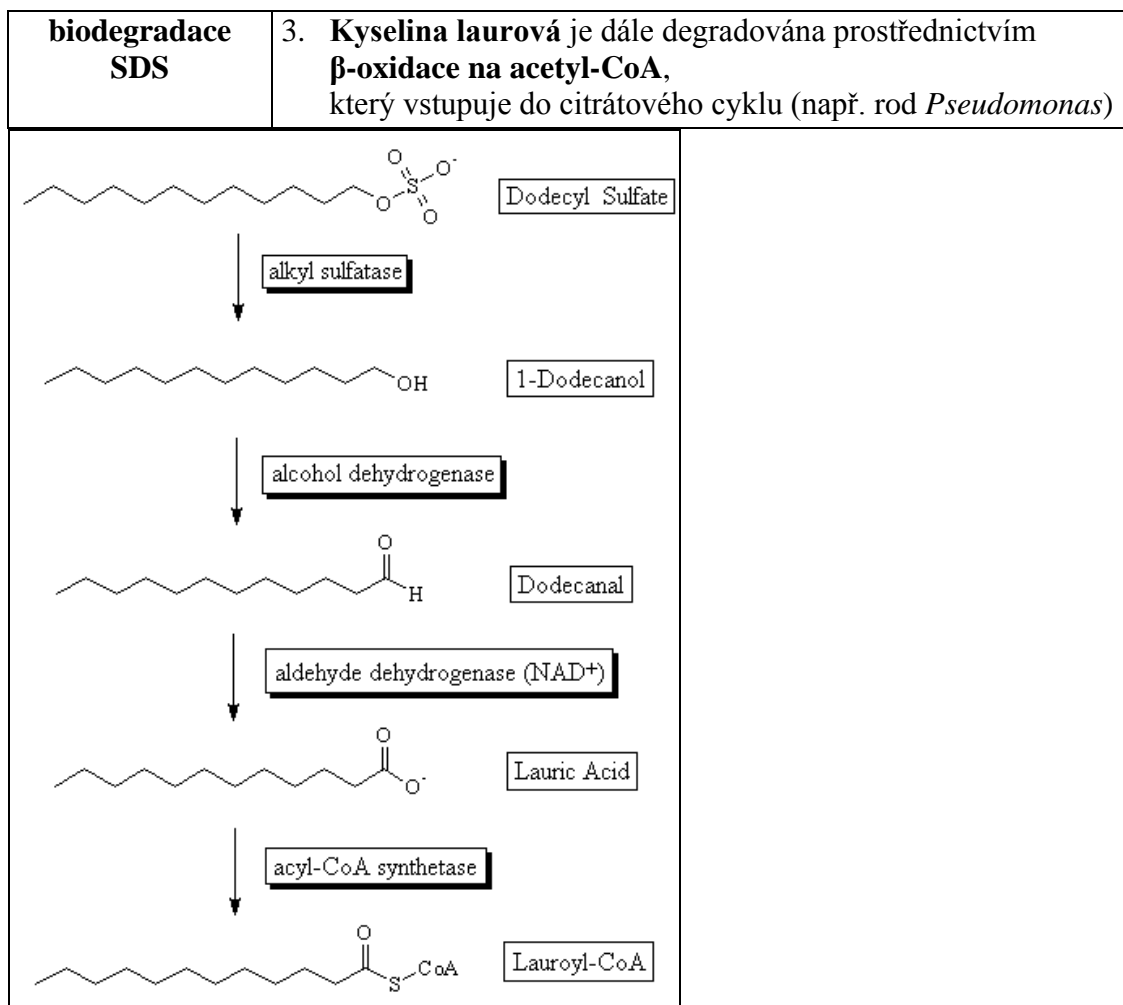 biodegradace
SDS
3. Kyselina laurová je dále degradována prostřednictvím
β-oxidace na acetyl-CoA,
který vstupuje do citrátového cyklu (např. rod Pseudomonas)
O
O-
S
O
O
Dodecyl Sulfate
alkyl sulfatase
OH
1-Dodecanol
alcohol dehydrogenase
O
H
Dodecanal
aldehyde dehydrogenase (NAD+)
O
O-
Lauric Acid
acyl-CoA synthetase
O
S
CoA
Lauroyl-CoA